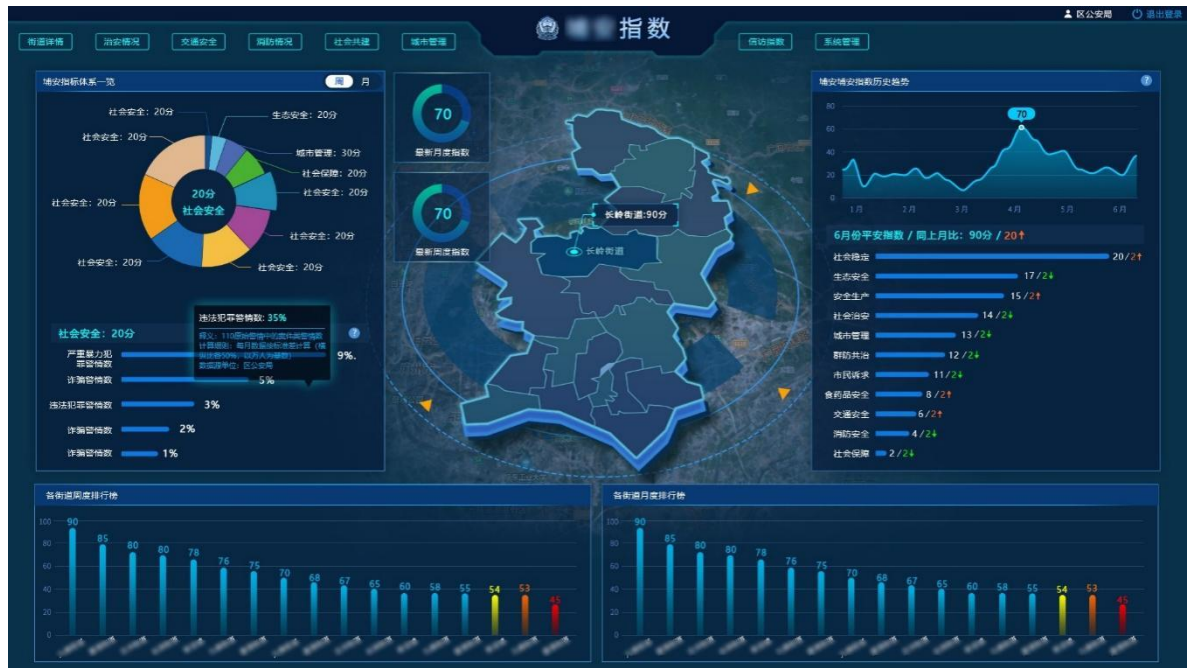 区公安局
退出登录
指数
街道详情
治安情况
交通安全
消防情况
社会共建
城市管理
信访指数
系统管理
埔安指标体系一览
周
月
社会安全：20分
生态安全：20分
社会安全：20分
城市管理：30分
社会保障：20分
社会安全：20分
社会安全：20分
社会安全：20分
社会安全：20分
社会安全：20分
20分
社会安全
社会安全：20分
?
违法犯罪警情数: 35%
释义：110原始警情中的案件类警情数
数据源单位：区公安局
严重暴力犯
罪警情数
9%.
诈骗警情数
5%
违法犯罪警情数
3%
诈骗警情数
2%
诈骗警情数
1%
70
最新月度指数
70
最新周度指数
长岭街道:90分
长岭街道
埔安埔安指数历史趋势
?
80
60
40
20
0
70
1月
2月
3月
4月
5月
6月
6月份平安指数 / 同上月比：90分 / 20↑
社会稳定
20/2↑
生态安全
17/2↓
安全生产
15/2↑
社会治安
14/2↓
城市管理
13/2↓
群防共治
12/2↓
市民诉求
11/2↓
食药品安全
8/2↑
交通安全
6/2↑
消防安全
4/2↓
社会保障
2/2↓
各街道周度排行榜
100
80
60
40
20
0
90
85
80
80
78
76
75
70
68
67
65
60
58
55
54
53
45
各街道月度排行榜
100
80
60
40
20
0
90
85
80
80
78
76
75
70
68
67
65
60
58
55
54
53
45